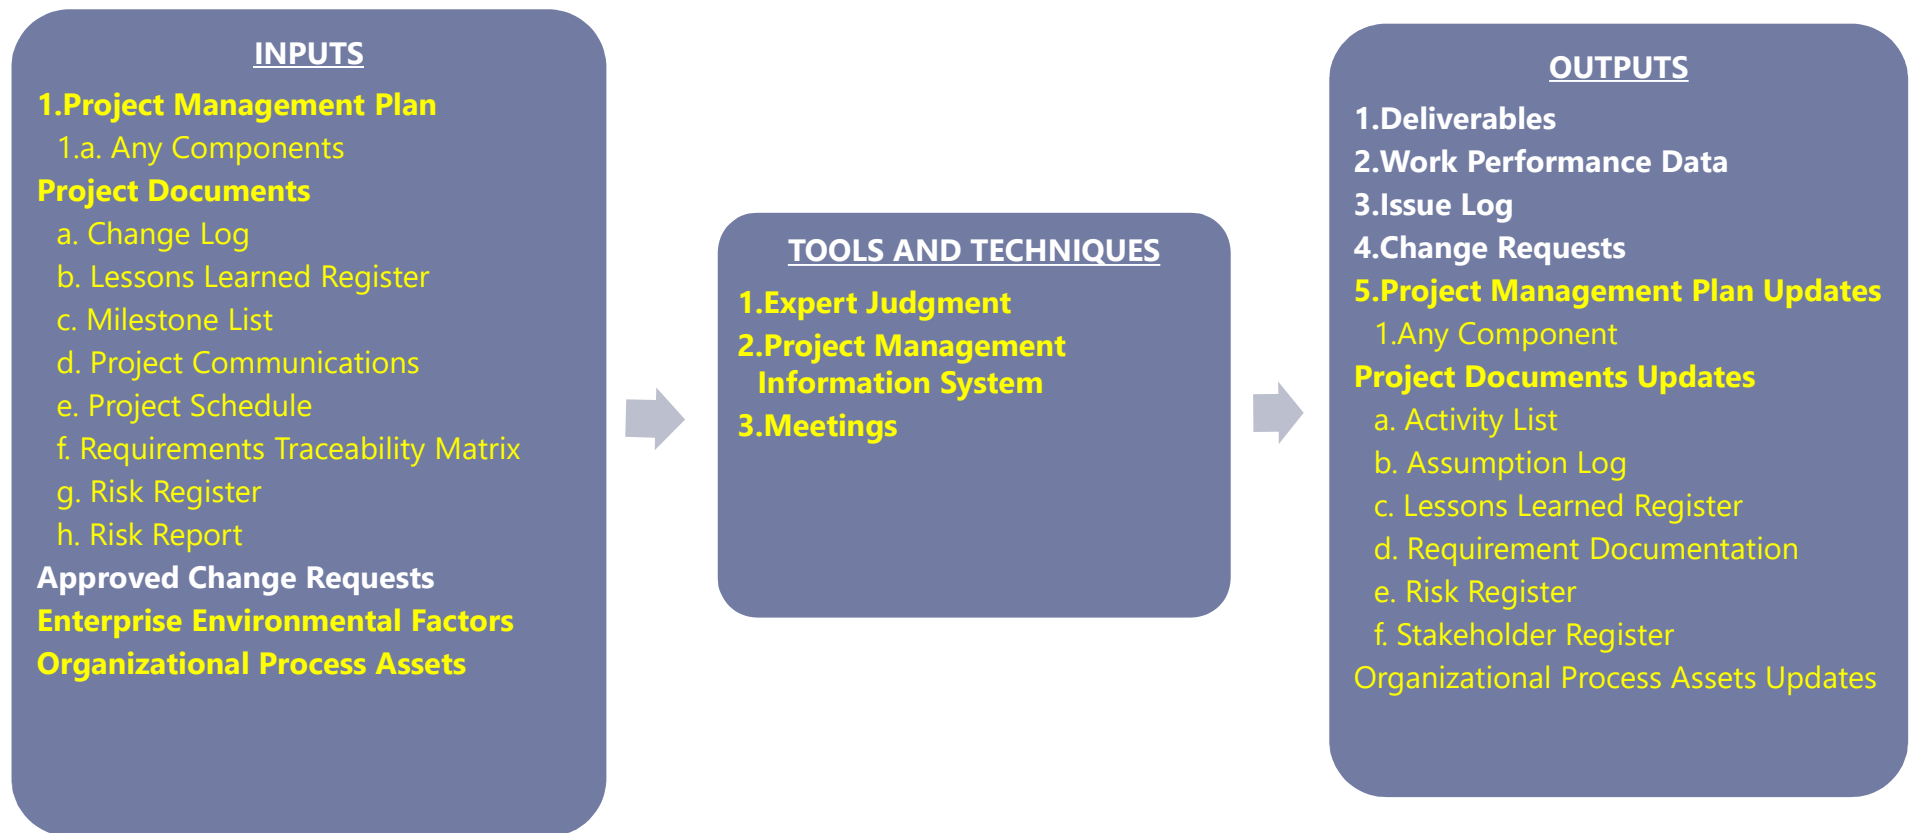 INPUTS
1.Project Management Plan
1.a. Any Components
Project Documents
a. Change Log
b. Lessons Learned Register
c. Milestone List
d. Project Communications
e. Project Schedule
f. Requirements Traceability Matrix
g. Risk Register
h. Risk Report
Approved Change Requests
Enterprise Environmental Factors
Organizational Process Assets
TOOLS AND TECHNIQUES
1.Expert Judgment
2.Project Management
Information System
3.Meetings
OUTPUTS
1.Deliverables
2.Work Performance Data
3.Issue Log
4.Change Requests
5.Project Management Plan Updates
1.Any Component
Project Documents Updates
a. Activity List
b. Assumption Log
c. Lessons Learned Register
d. Requirement Documentation
e. Risk Register
f. Stakeholder Register
Organizational Process Assets Updates